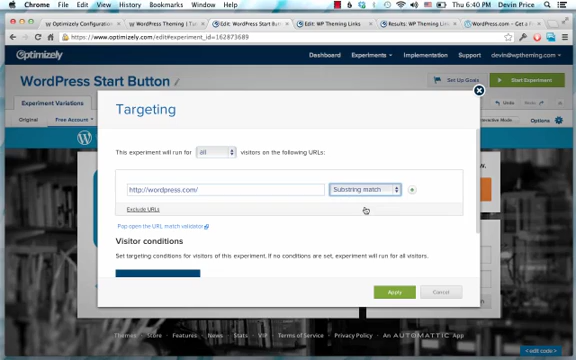 Chrome File Edit View History Bookmarks Window Help
Thu 7:40 PM Devin Price
Optimizely Configuration
WordPress Theming | Tu
Edit: WordPress Start Button
Edit: WP Theming Links
Results: WP Theming Link
WordPress.com - Get a F
https://www.optimizely.com/edit#experiment_id=162873689
Optimizely
Dashboard Experiments Implementation Support devin@wptheming.com
WordPress Start Button
Set Up Goals
Start Experiment
Experiment Variations
Undo
Original
Free Account
Interactive Mode
Options
Targeting
This experiment will run for all visitors on the following URLs:
http://wordpress.com/
Substring match
Exclude URLs
Pop open the URL match validator
Visitor conditions
Set targeting conditions for visitors of this experiment. If no conditions are set, experiment will run for all visitors.
Apply
Cancel
Themes Store Features News Stats VIP Terms of Service Privacy Policy An AUTOMATTIC App
< edit code >